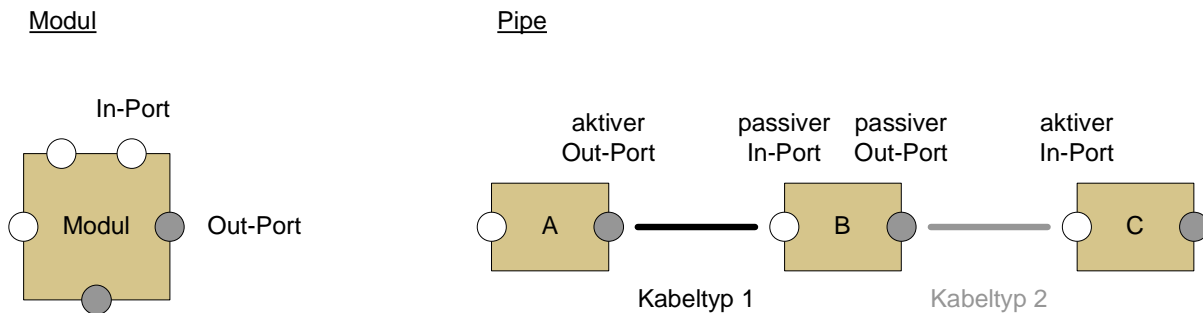 Modul
Pipe
In-Port
aktiver
Out-Port
passiver
In-Port
passiver
Out-Port
aktiver
In-Port
Modul
Out-Port
A
B
C
Kabeltyp 1
Kabeltyp 2